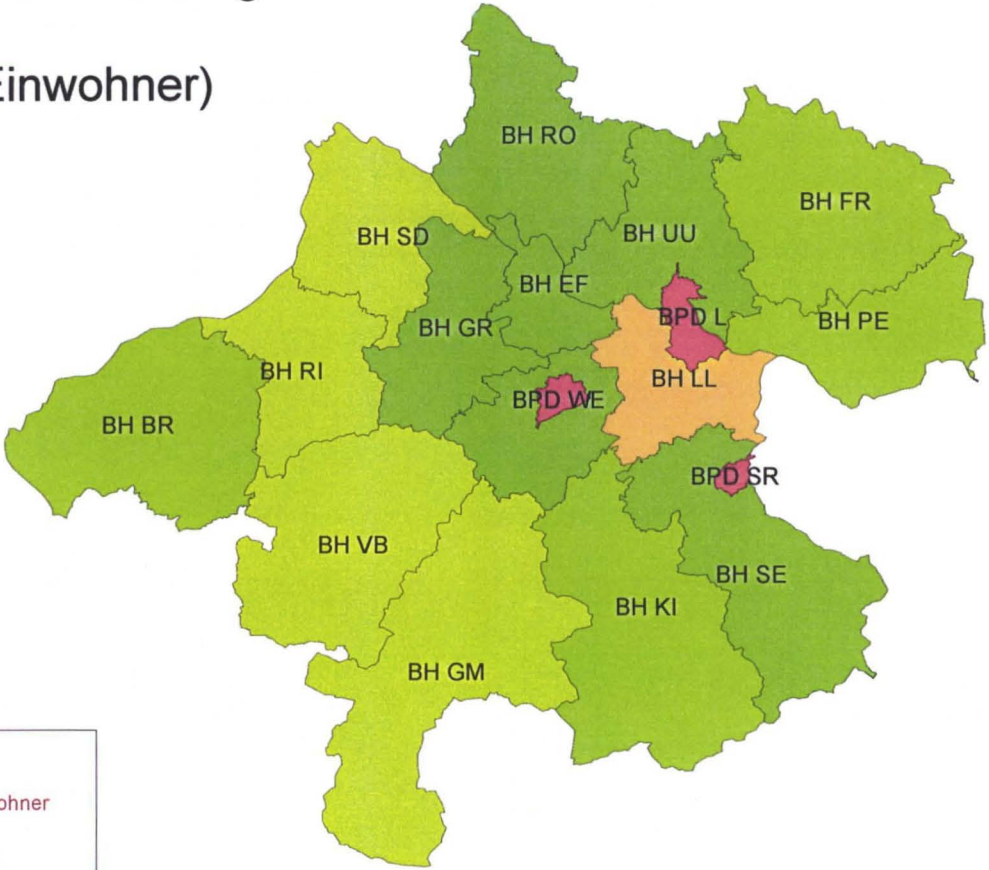 Einwohner)
BH RO
BH FR
BH SD
BH UU
BH EF
BPD L
BH PE
BH GR
BH RI
BH LL
BPD WE
BH BR
BPD SR
BH VB
BH SE
BH KI
BH GM
ohner